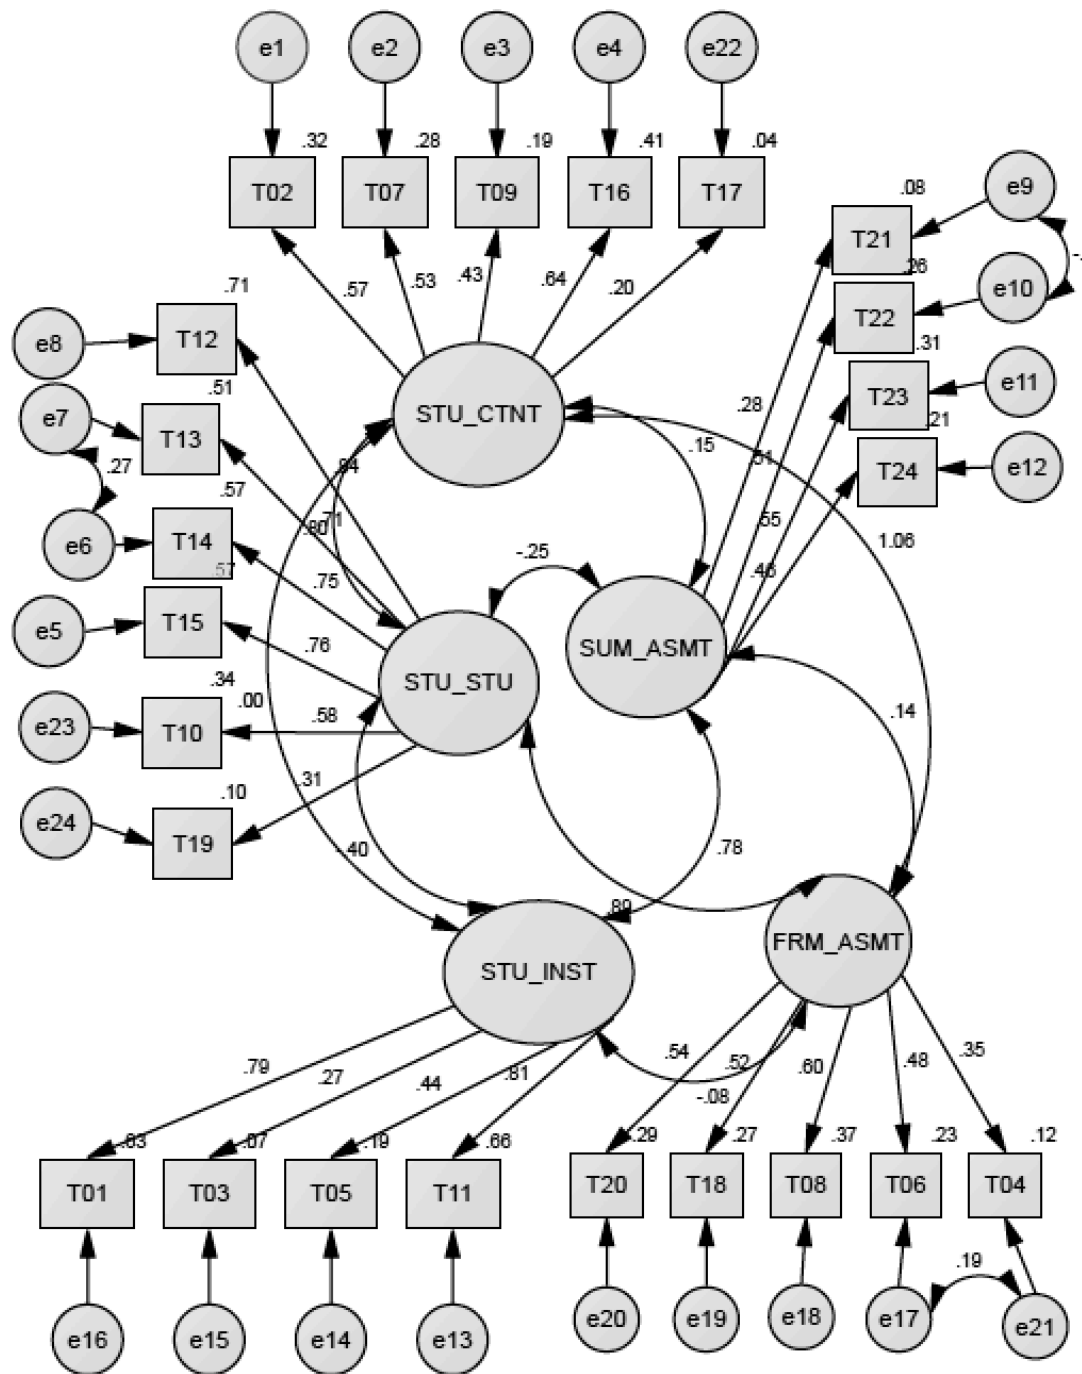 e1 e2 e3 e4 e22
.32 .28 .19 .41 .04
T02 T07 T09 T16 T17
.08 e9
T21
.26 -.
e10
T22
.31
e11
T23
.21
e12
T24
.57 .53 .43 .64 .20
.71
e8 T12
.51
e7 T13
.27
.57
e6 T14
.57
e5 T15
.34
.00
e23 T10
.10
e24 T19
STU_CTNT
.84
.71
.80
.75
.76
.58
.31
.28
.51
.55
.46
.15
1.06
-.25
STU_STU
SUM_ASMT
.14
.78
.40
.89
STU_INST
FRM_ASMT
.79 .27 .44 .81
.54 .52 .60 .48 .35
-.08
.63 .07 .19 .66 .29 .27 .37 .23 .12
T01 T03 T05 T11 T20 T18 T08 T06 T04
.19
e16 e15 e14 e13 e20 e19 e18 e17 e21